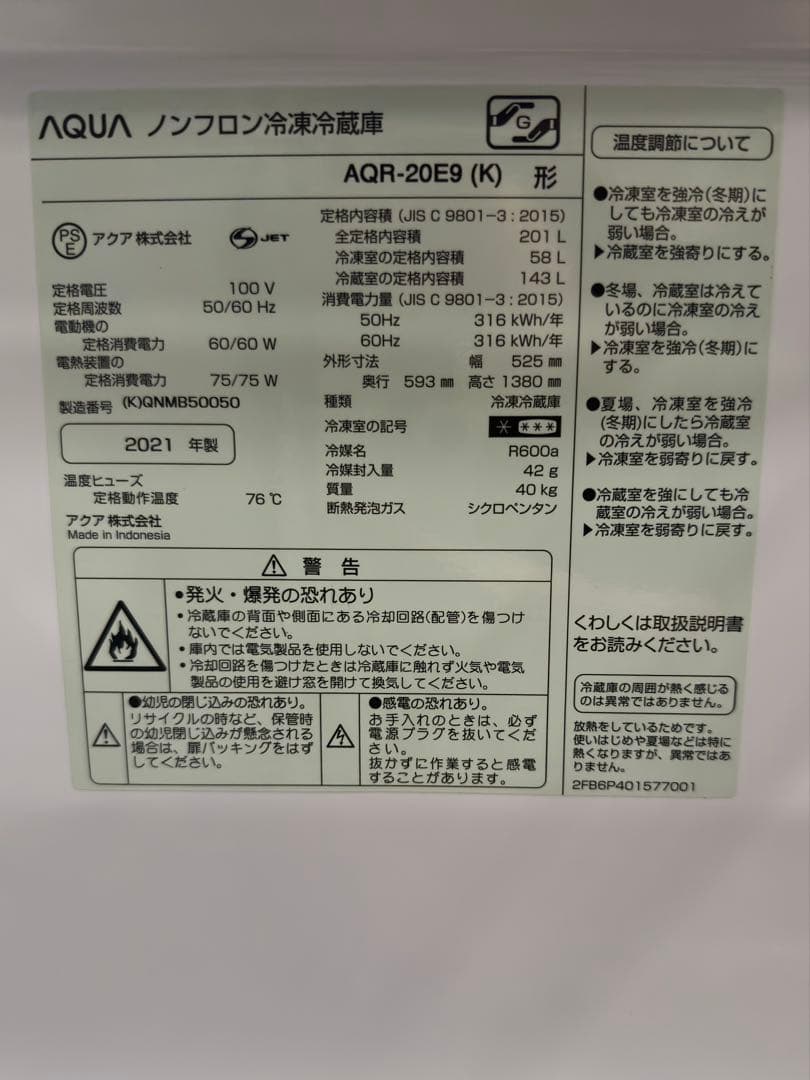 AQUA ノンフロン冷凍冷蔵庫
G
AQR-20E9 (K) 形
PS
E
アクア 株式会社
JET
定格電圧 100 V
定格周波数 50/60 Hz
電動機の
定格消費電力 60/60 W
電熱装置の
定格消費電力 75/75 W
製造番号 (K)QNMB50050
2021 年製
温度ヒューズ
定格動作温度 76 ℃
アクア 株式会社
Made in Indonesia
定格内容積 (JIS C 9801-3 : 2015)
全定格内容積 201 L
冷凍室の定格内容積 58 L
冷蔵室の定格内容積 143 L
消費電力量 (JIS C 9801-3 : 2015)
50Hz 316 kWh/年
60Hz 316 kWh/年
外形寸法 幅 525 ㎜
奥行 593 ㎜ 高さ 1380 ㎜
種類 冷凍冷蔵庫
冷凍室の記号 * ***
冷媒名 R600a
冷媒封入量 42 g
質量 40 kg
断熱発泡ガス シクロペンタン
⚠ 警 告
●発火・爆発の恐れあり
・冷蔵庫の背面や側面にある冷却回路(配管)を傷つけ
ないでください。
・庫内では電気製品を使用しないでください。
・冷却回路を傷つけたときは冷蔵庫に触れず火気や電気
製品の使用を避け窓を開けて換気してください。
●幼児の閉じ込みの恐れあり。
リサイクルの時など、保管時
の幼児閉じ込みが懸念される
場合は、扉パッキングをはず
してください。
●感電の恐れあり。
お手入れのときは、必ず
電源プラグを抜いてくだ
さい。
抜かずに作業すると感電
することがあります。
温度調節について
●冷凍室を強冷(冬期)に
しても冷凍室の冷えが
弱い場合。
▶冷蔵室を強寄りにする。
●冬場、冷蔵室は冷えて
いるのに冷凍室の冷え
が弱い場合。
▶冷凍室を強冷(冬期)に
する。
●夏場、冷凍室を強冷
(冬期)にしたら冷蔵室
の冷えが弱い場合。
▶冷凍室を弱寄りに戻す。
●冷蔵室を強にしても冷
蔵室の冷えが弱い場合。
▶冷凍室を弱寄りに戻す。
くわしくは取扱説明書
をお読みください。
冷蔵庫の周囲が熱く感じる
のは異常ではありません。
放熱をしているためです。
使いはじめや夏場などは特に
熱くなりますが、異常ではあ
りません。
2FB6P401577001